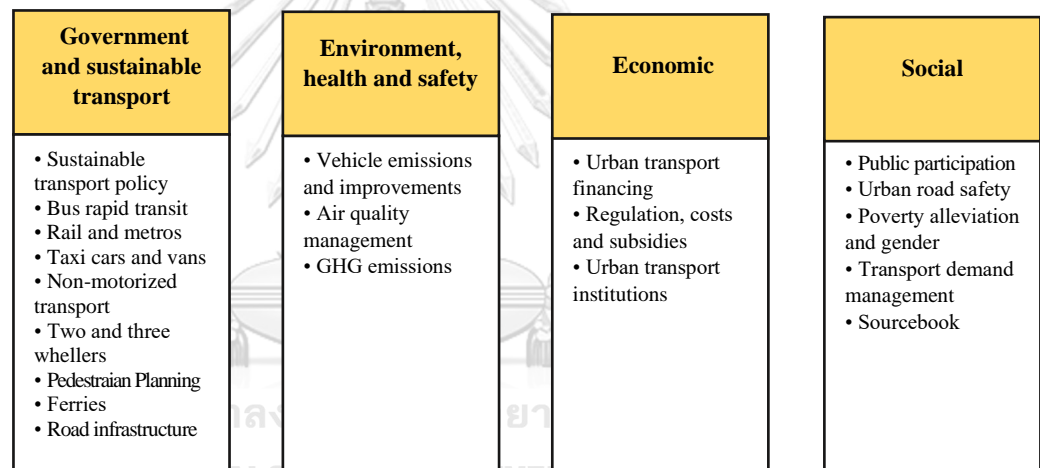 Government
and sustainable
transport
• Sustainable
transport policy
• Bus rapid transit
• Rail and metros
• Taxi cars and vans
• Non-motorized
transport
• Two and three
whellers
• Pedestraian Planning
• Ferries
• Road infrastructure
Environment,
health and safety
• Vehicle emissions
and improvements
• Air quality
management
• GHG emissions
Economic
• Urban transport
financing
• Regulation, costs
and subsidies
• Urban transport
institutions
Social
• Public participation
• Urban road safety
• Poverty alleviation
and gender
• Transport demand
management
• Sourcebook